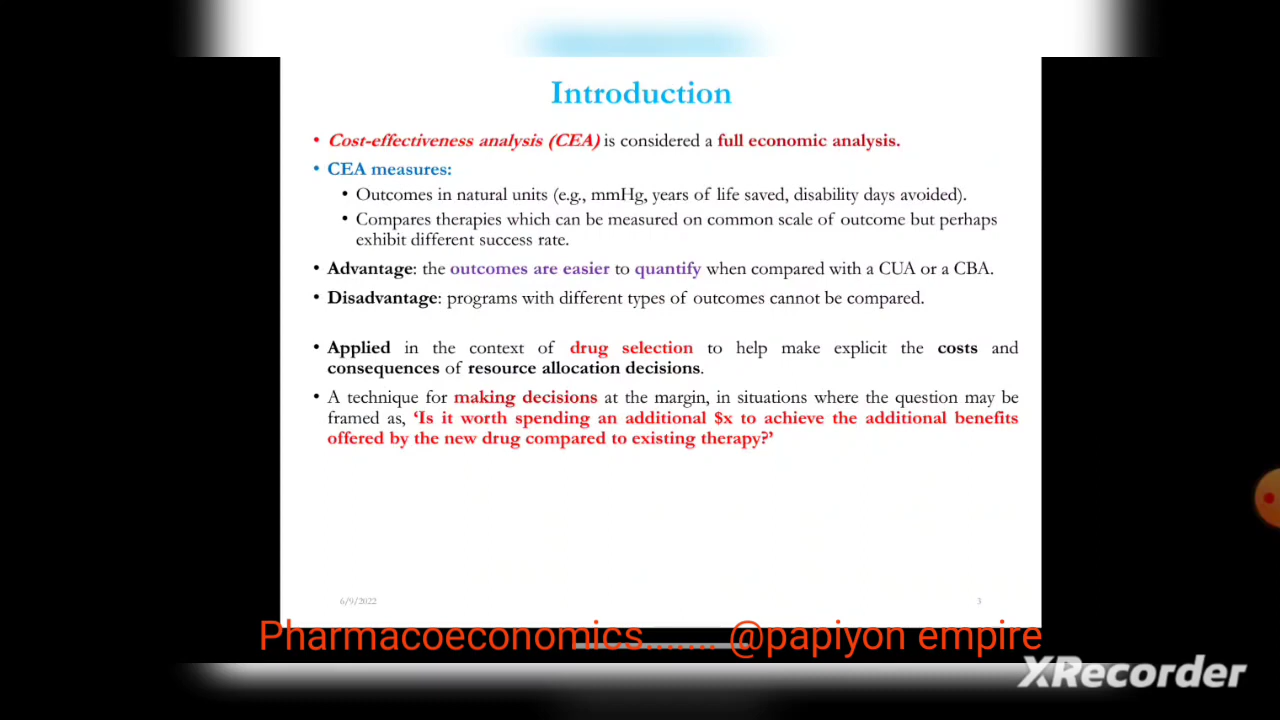 Introduction
• Cost-effectiveness analysis (CEA) is considered a full economic analysis.
• CEA measures:
• Outcomes in natural units (e.g., mmHg, years of life saved, disability days avoided).
• Compares therapies which can be measured on common scale of outcome but perhaps
exhibit different success rate.
• Advantage: the outcomes are easier to quantify when compared with a CUA or a CBA.
• Disadvantage: programs with different types of outcomes cannot be compared.
• Applied in the context of drug selection to help make explicit the costs and
consequences of resource allocation decisions.
• A technique for making decisions at the margin, in situations where the question may be
framed as, ‘Is it worth spending an additional $x to achieve the additional benefits
offered by the new drug compared to existing therapy?’
6/9/2022
3
Pharmacoeconomics....... @papiyon empire
XRecorder